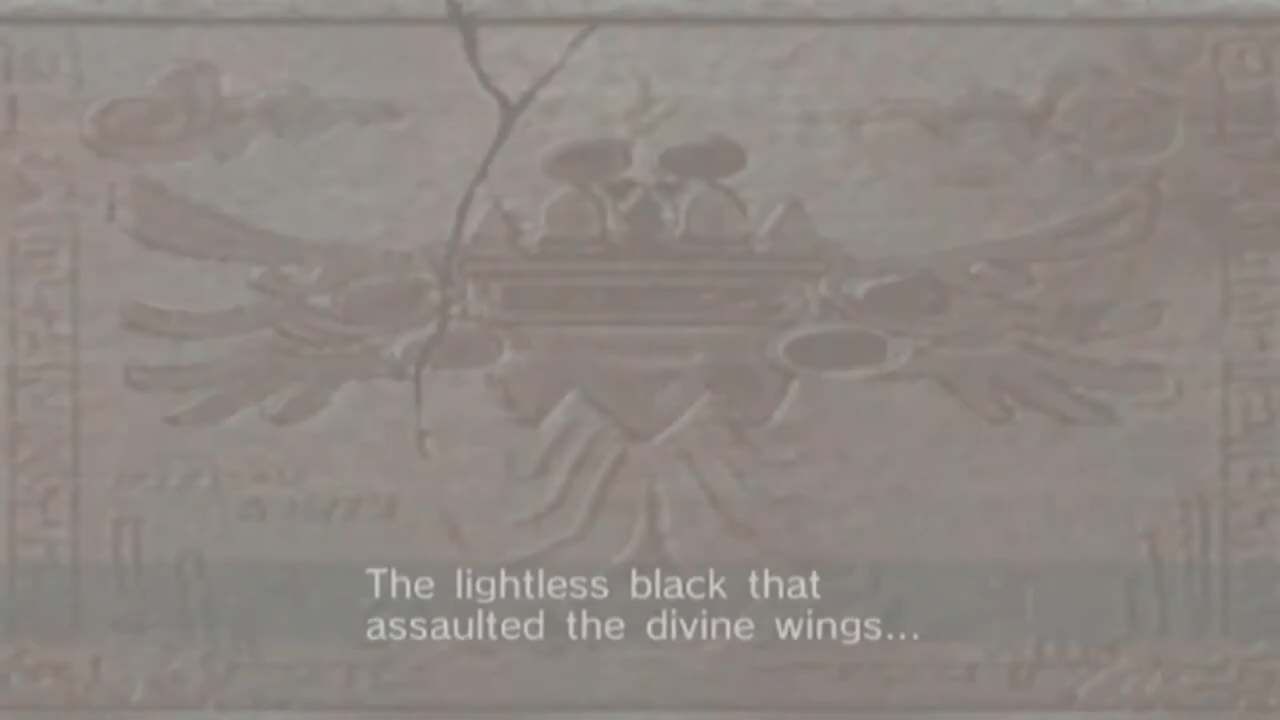 The lightless black that
assaulted the divine wings...